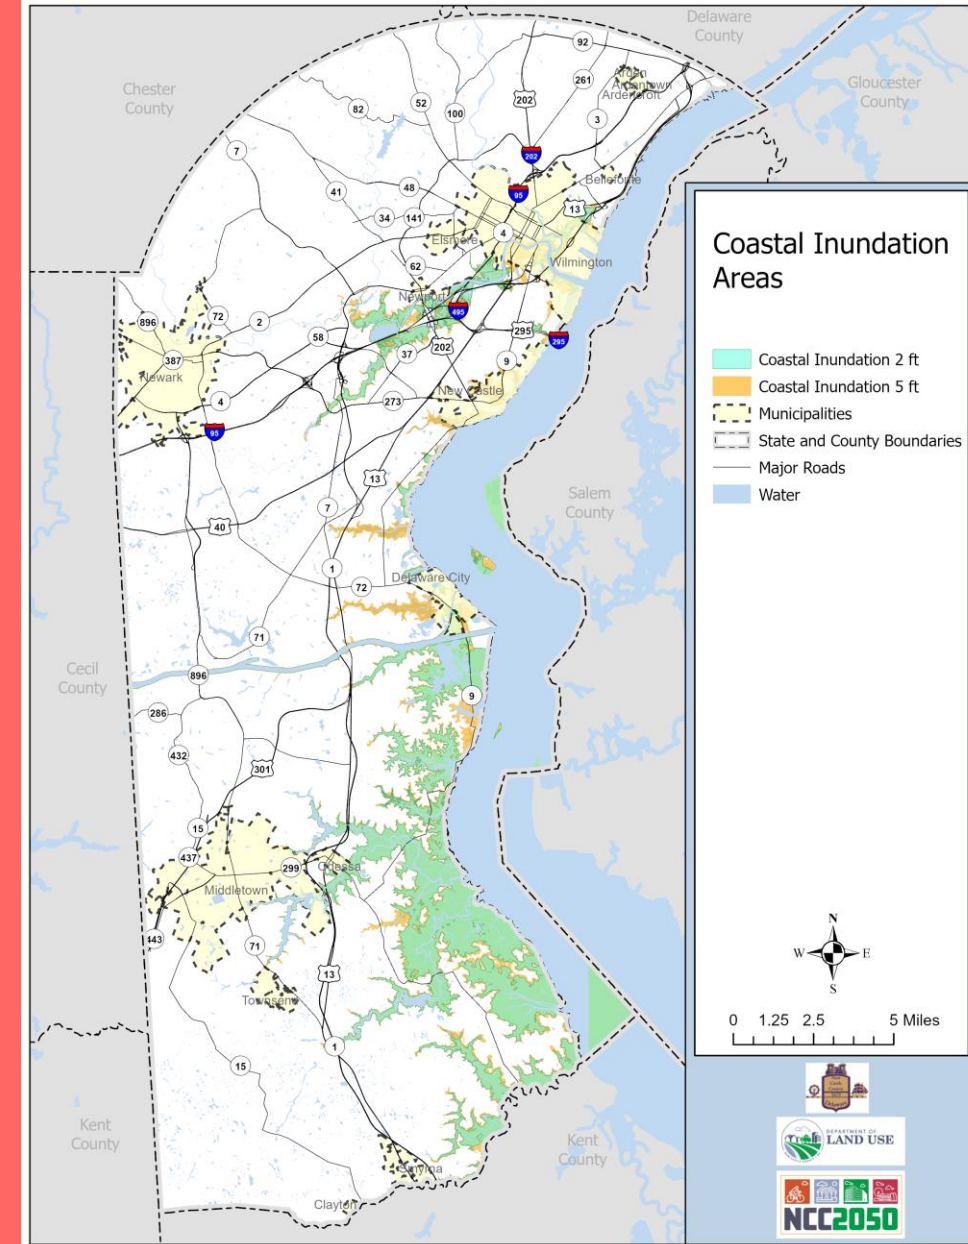 Delaware
County
Chester
County
Gloucester
County
92
261
202
82
52
100
3
Arden
Ardentown
Ardencroft
7
202
41
48
95
Bellefonte
13
34
141
4
Elsmere
Wilmington
62
Newport
896
72
2
495
295
202
58
37
9
295
387
Newark
New Castle
4
273
95
13
Salem
County
7
40
1
Delaware City
72
71
Cecil
County
896
9
286
432
301
15
437
299
Odessa
Middletown
443
71
13
Townsend
1
15
Kent
County
Kent
County
Smyrna
Clayton
Coastal Inundation
Areas
Coastal Inundation 2 ft
Coastal Inundation 5 ft
Municipalities
State and County Boundaries
Major Roads
Water
N
W
E
S
0 1.25 2.5 5 Miles
DEPARTMENT OF
LAND USE
NCC2050